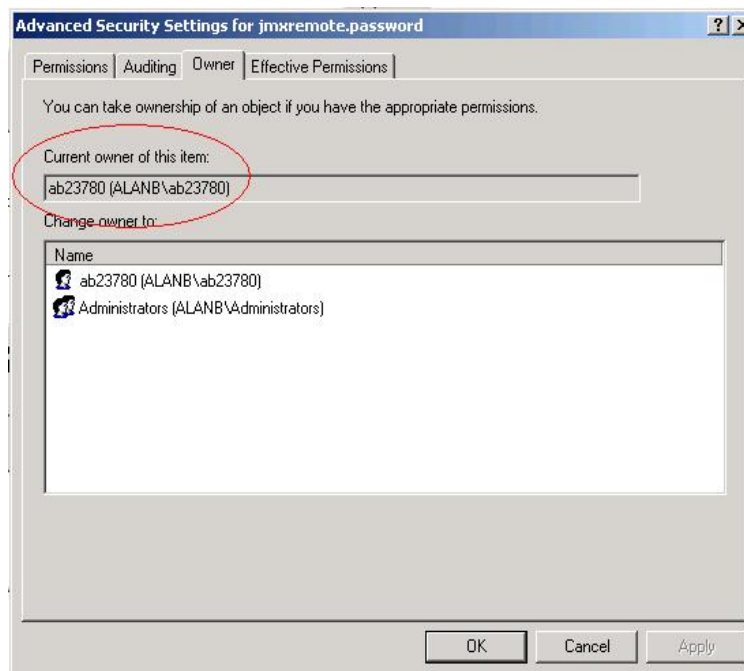 Advanced Security Settings for jmxremote.password
Permissions Auditing Owner Effective Permissions
You can take ownership of an object if you have the appropriate permissions.
Current owner of this item:
ab23780 (ALANB\ab23780)
Change owner to:
Name
ab23780 (ALANB\ab23780)
Administrators (ALANB\Administrators)
OK Cancel Apply